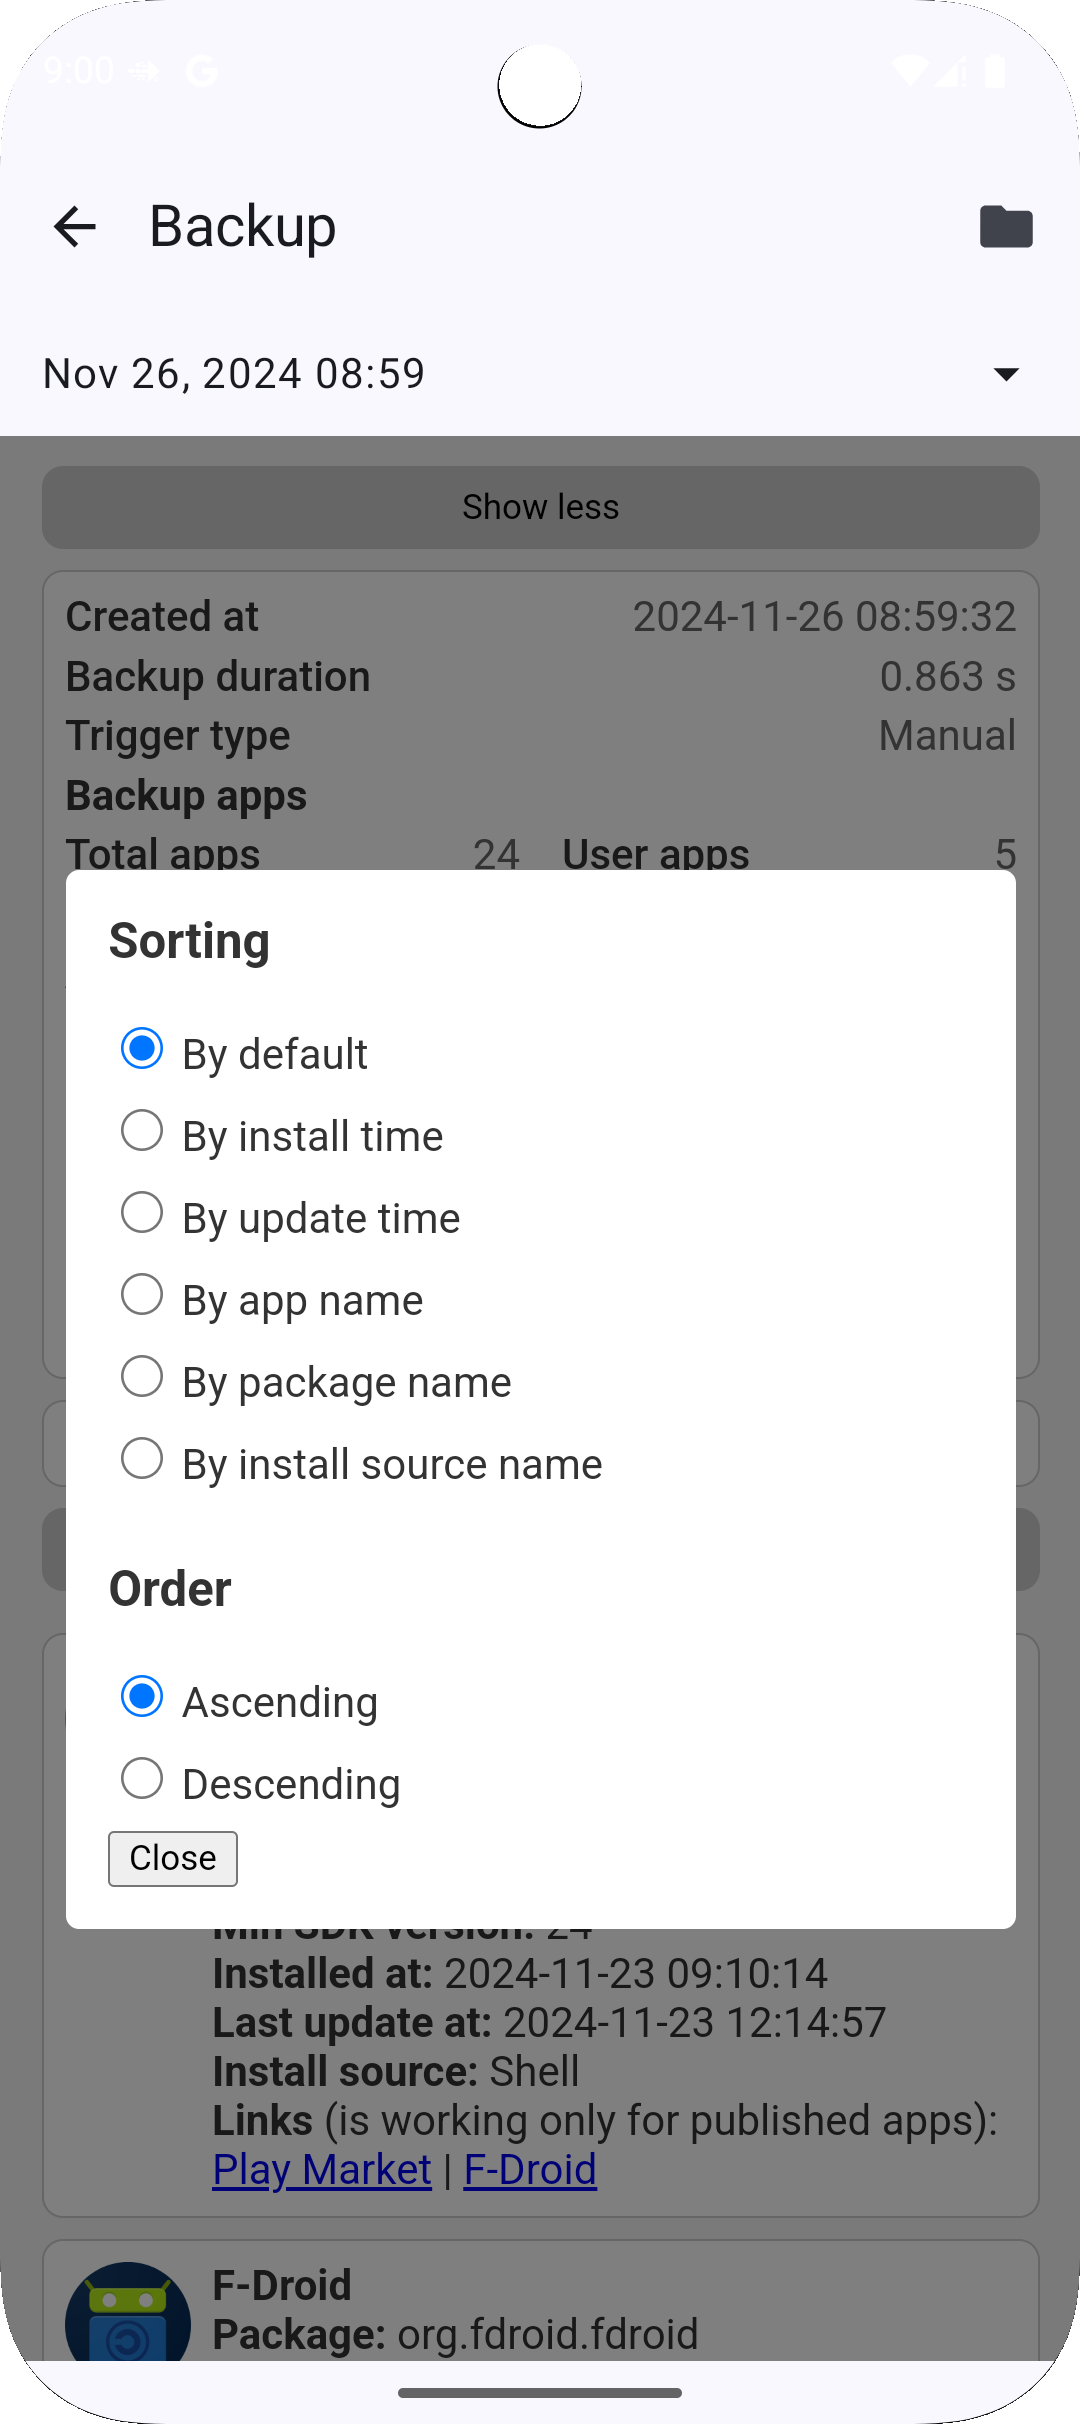 9:00
Backup
Nov 26, 2024 08:59
Show less
Created at 2024-11-26 08:59:32
Backup duration 0.863 s
Trigger type Manual
Backup apps
Total apps 24 User apps 5
Sorting
By default
By install time
By update time
By app name
By package name
By install source name
Order
Ascending
Descending
Close
Min SDK version: 24
Installed at: 2024-11-23 09:10:14
Last update at: 2024-11-23 12:14:57
Install source: Shell
Links (is working only for published apps):
Play Market | F-Droid
F-Droid
Package: org.fdroid.fdroid